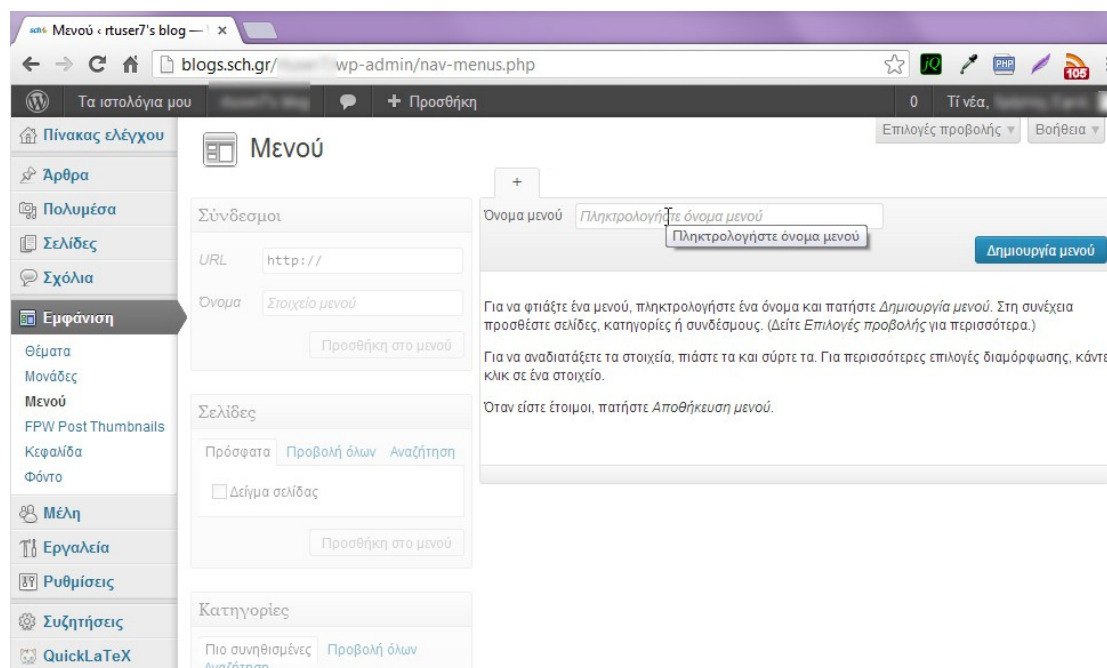 Μενού ‹ rtuser7's blog —
blogs.sch.gr/ wp-admin/nav-menus.php
105
Τα ιστολόγια μου + Προσθήκη 0 Τί νέα,
Επιλογές προβολής Βοήθεια
Πίνακας ελέγχου
Άρθρα
Πολυμέσα
Σελίδες
Σχόλια
Εμφάνιση
Θέματα
Μονάδες
Μενού
FPW Post Thumbnails
Κεφαλίδα
Φόντο
Μέλη
Εργαλεία
Ρυθμίσεις
Συζητήσεις
QuickLaTeX
Μενού
Σύνδεσμοι
URL http://
Όνομα Στοιχείο μενού
Προσθήκη στο μενού
Σελίδες
Πρόσφατα Προβολή όλων Αναζήτηση
Δείγμα σελίδας
Προσθήκη στο μενού
Κατηγορίες
Πιο συνηθισμένες Προβολή όλων
Αναζήτηση
+
Όνομα μενού Πληκτρολογήστε όνομα μενού
Πληκτρολογήστε όνομα μενού
Δημιουργία μενού
Για να φτιάξτε ένα μενού, πληκτρολογήστε ένα όνομα και πατήστε Δημιουργία μενού. Στη συνέχεια
προσθέστε σελίδες, κατηγορίες ή συνδέσμους. (Δείτε Επιλογές προβολής για περισσότερα.)
Για να αναδιατάξετε τα στοιχεία, πιάστε τα και σύρτε τα. Για περισσότερες επιλογές διαμόρφωσης, κάντε
κλικ σε ένα στοιχείο.
Όταν είστε έτοιμοι, πατήστε Αποθήκευση μενού.